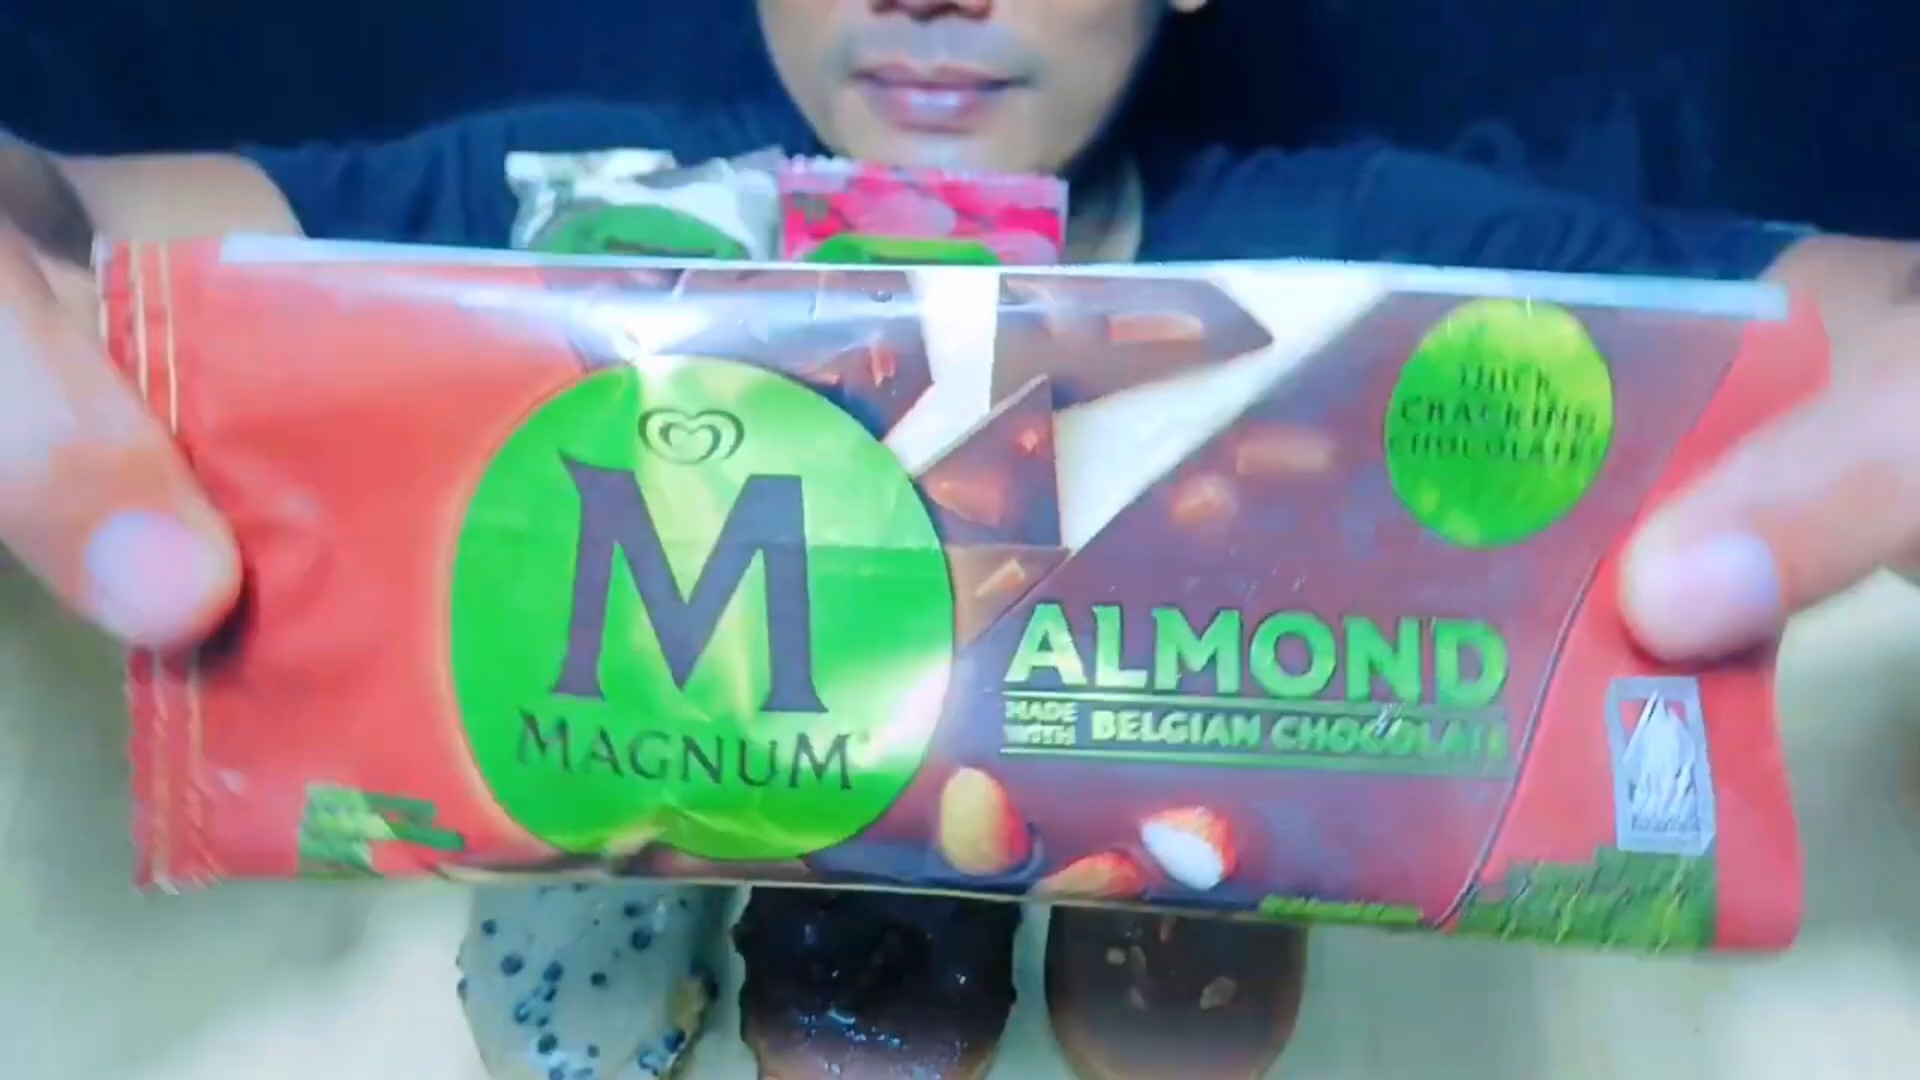 THICK
CRACKING
CHOCOLATE
M
MAGNUM
ALMOND
MADE
WITH
BELGIAN CHOCOLATE